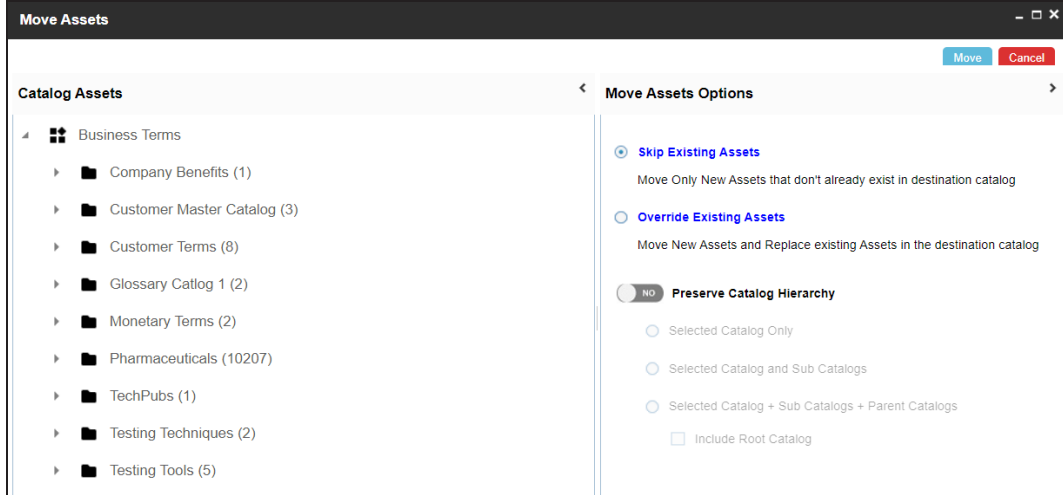 Move Assets
Move Cancel
Catalog Assets
Business Terms
Company Benefits (1)
Customer Master Catalog (3)
Customer Terms (8)
Glossary Catlog 1 (2)
Monetary Terms (2)
Pharmaceuticals (10207)
TechPubs (1)
Testing Techniques (2)
Testing Tools (5)
Move Assets Options
Skip Existing Assets
Move Only New Assets that don't already exist in destination catalog
Override Existing Assets
Move New Assets and Replace existing Assets in the destination catalog
NO Preserve Catalog Hierarchy
Selected Catalog Only
Selected Catalog and Sub Catalogs
Selected Catalog + Sub Catalogs + Parent Catalogs
Include Root Catalog